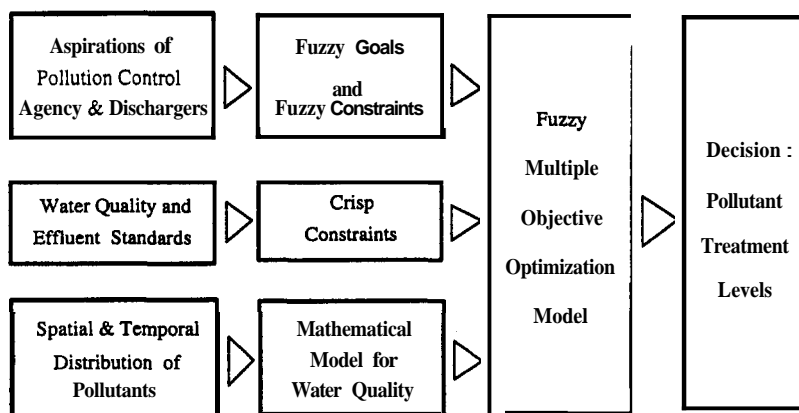 Aspirations of
Pollution Control
Agency & Dischargers
Fuzzy Goals
and
Fuzzy Constraints
Water Quality and
Effluent Standards
Crisp
Constraints
Spatial & Temporal
Distribution of
Pollutants
Mathematical
Model for
Water Quality
Fuzzy
Multiple
Objective
Optimization
Model
Decision :
Pollutant
Treatment
Levels